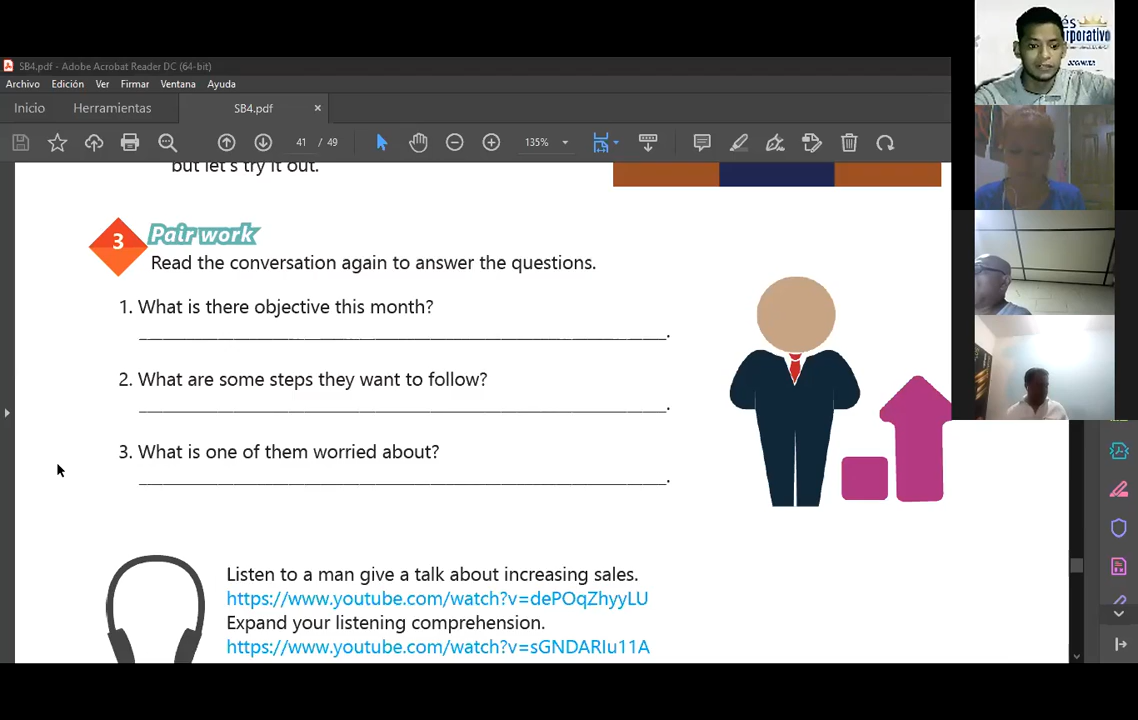 SB4.pdf - Adobe Acrobat Reader DC (64-bit)
Archivo Edición Ver Firmar Ventana Ayuda
Inicio Herramientas SB4.pdf ×
41 / 49 135%
but let's try it out.
3 Pair work
Read the conversation again to answer the questions.
1. What is there objective this month?
2. What are some steps they want to follow?
3. What is one of them worried about?
Listen to a man give a talk about increasing sales.
https://www.youtube.com/watch?v=dePOqZhyyLU
Expand your listening comprehension.
https://www.youtube.com/watch?v=sGNDARIu11A
és
orporativo
BEGINNER